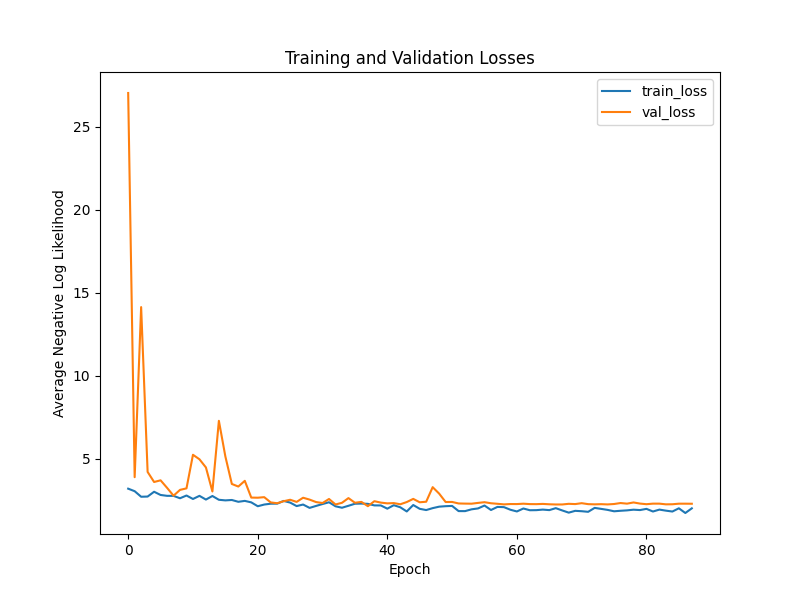 Training and Validation Losses
train_loss
val_loss
Average Negative Log Likelihood
25
20
15
10
5
0
20
40
60
80
Epoch